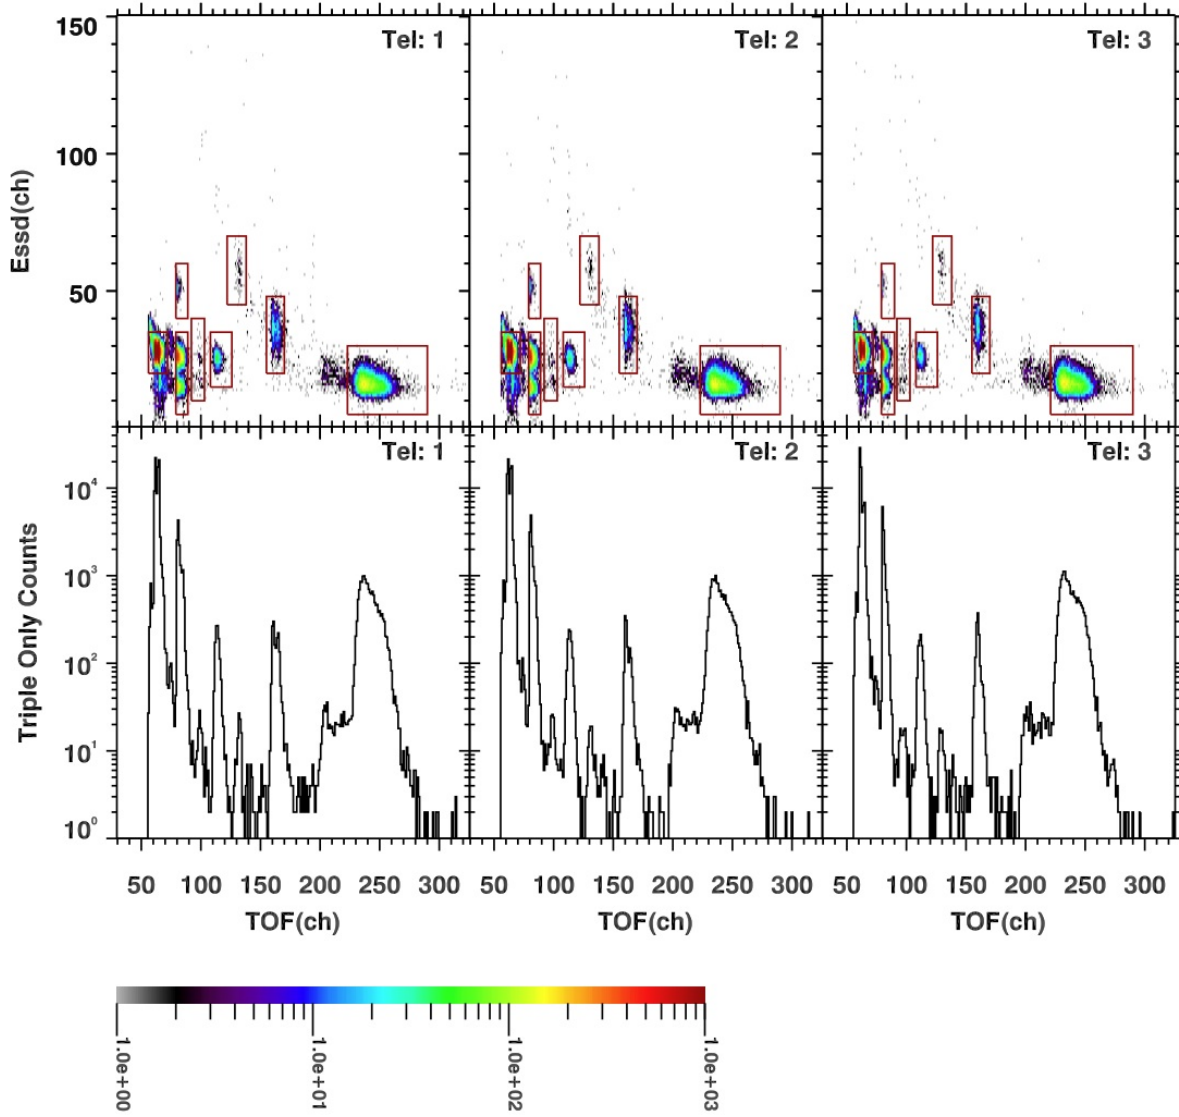 Tel: 1 Tel: 2 Tel: 3
150
100
50
Essd(ch)
Tel: 1 Tel: 2 Tel: 3
10⁴
10³
10²
10¹
10⁰
Triple Only Counts
50 100 150 200 250 300 50 100 150 200 250 300 50 100 150 200 250 300
TOF(ch) TOF(ch) TOF(ch)
1.0e+00 1.0e+01 1.0e+02 1.0e+03